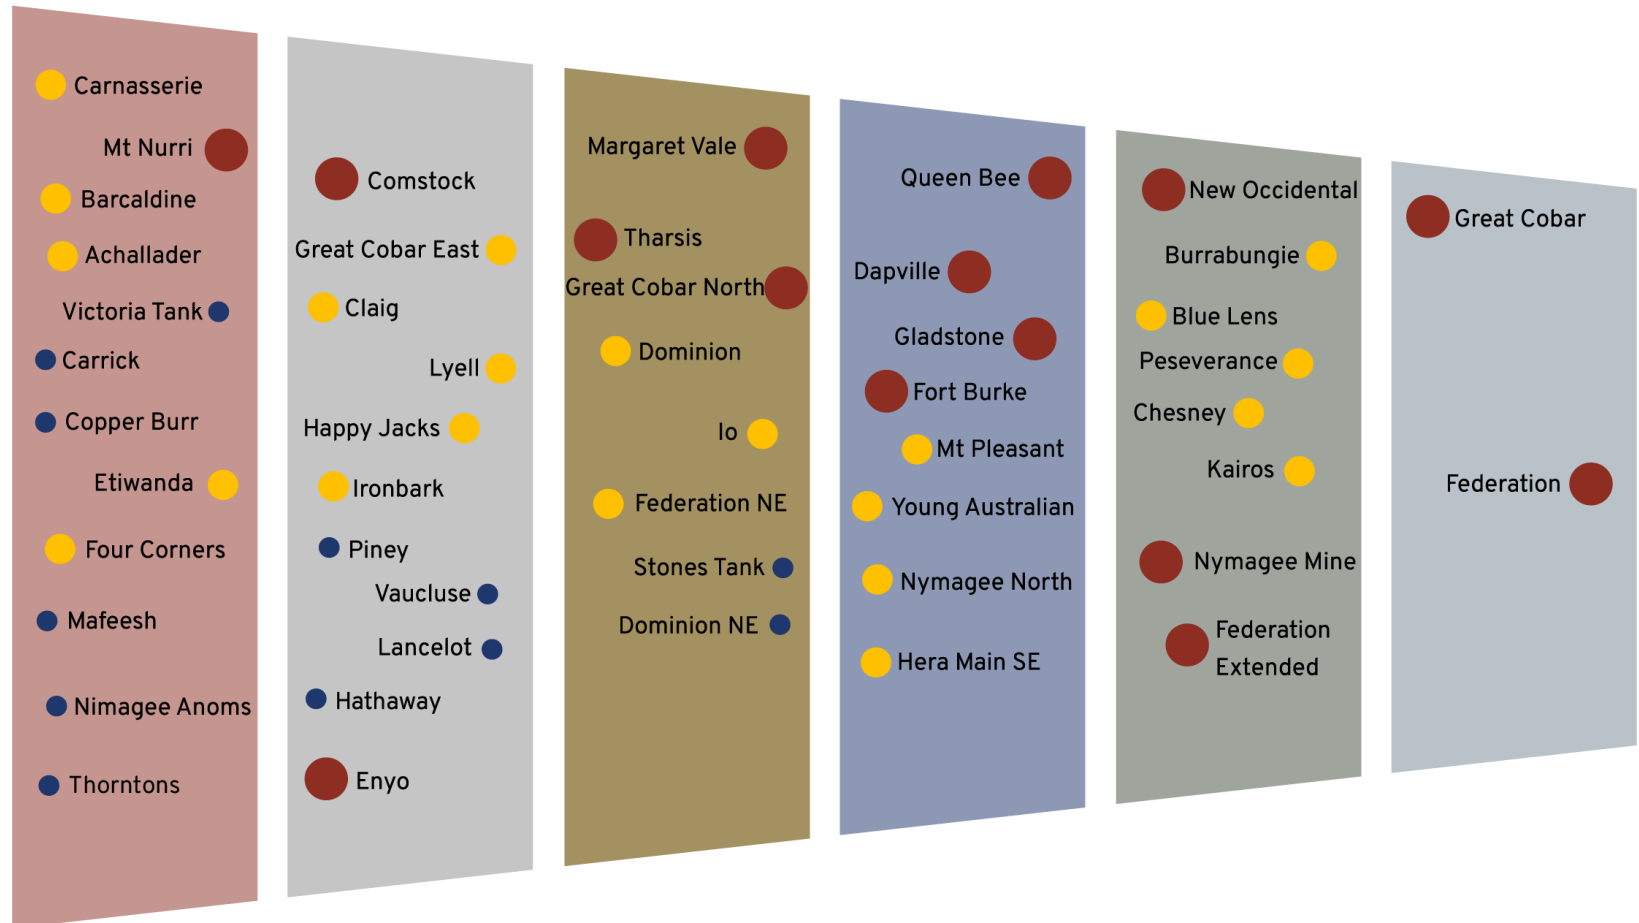 Carnasserie
Mt Nurri
Barcaldine
Achallader
Victoria Tank
Carrick
Copper Burr
Etiwanda
Four Corners
Mafeesh
Nimagee Anoms
Thorntons
Comstock
Great Cobar East
Claig
Lyell
Happy Jacks
Ironbark
Piney
Vaucluse
Lancelot
Hathaway
Enyo
Margaret Vale
Tharsis
Great Cobar North
Dominion
Io
Federation NE
Stones Tank
Dominion NE
Queen Bee
Dapville
Gladstone
Fort Burke
Mt Pleasant
Young Australian
Nymagee North
Hera Main SE
New Occidental
Burrabungie
Blue Lens
Peseverance
Chesney
Kairos
Nymagee Mine
Federation
Extended
Great Cobar
Federation